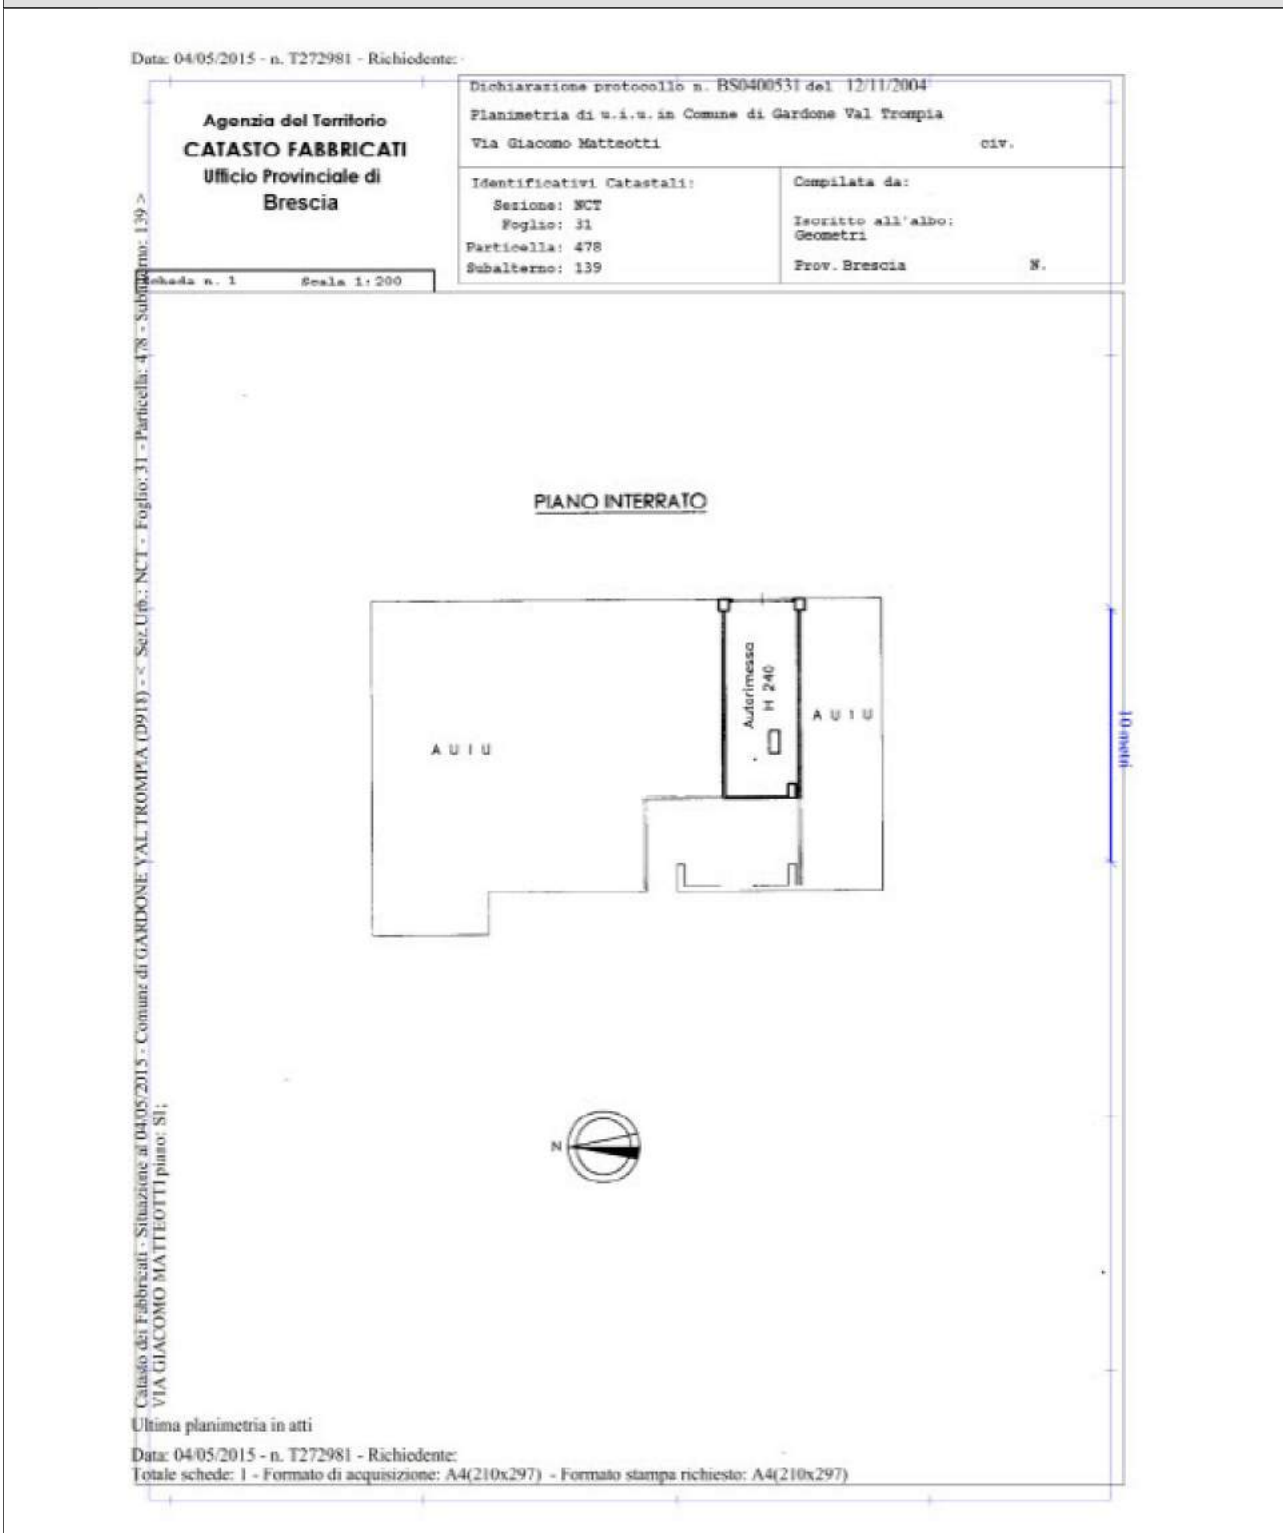 Data: 04/05/2015 - n. T272981 - Richiedente:
Agenzia del Territorio
CATASTO FABBRICATI
Ufficio Provinciale di
Brescia
Dichiarazione protocollo n. BS0400531 del 12/11/2004
Planimetria di u.i.u. in Comune di Gardone Val Trompia
Via Giacomo Matteotti civ.
Identificativi Catastali:
Sezione: NCT
Foglio: 31
Particella: 478
Subalterno: 139
Compilata da:
Iscritto all'albo:
Geometri
Prov. Brescia N.
Scheda n. 1 Scala 1:200
PIANO INTERRATO
Autorimessa
H 240
A U I U
A U I U
10 metri
N
Catasto dei Fabbricati - Situazione al 04/05/2015 - Comune di GARDONE VAL TROMPIA (D918) - < Sez.Urb.: NCT - Foglio: 31 - Particella: 478 - Subalterno: 139 >
VIA GIACOMO MATTEOTTI piano: S1;
Ultima planimetria in atti
Data: 04/05/2015 - n. T272981 - Richiedente:
Totale schede: 1 - Formato di acquisizione: A4(210x297) - Formato stampa richiesto: A4(210x297)